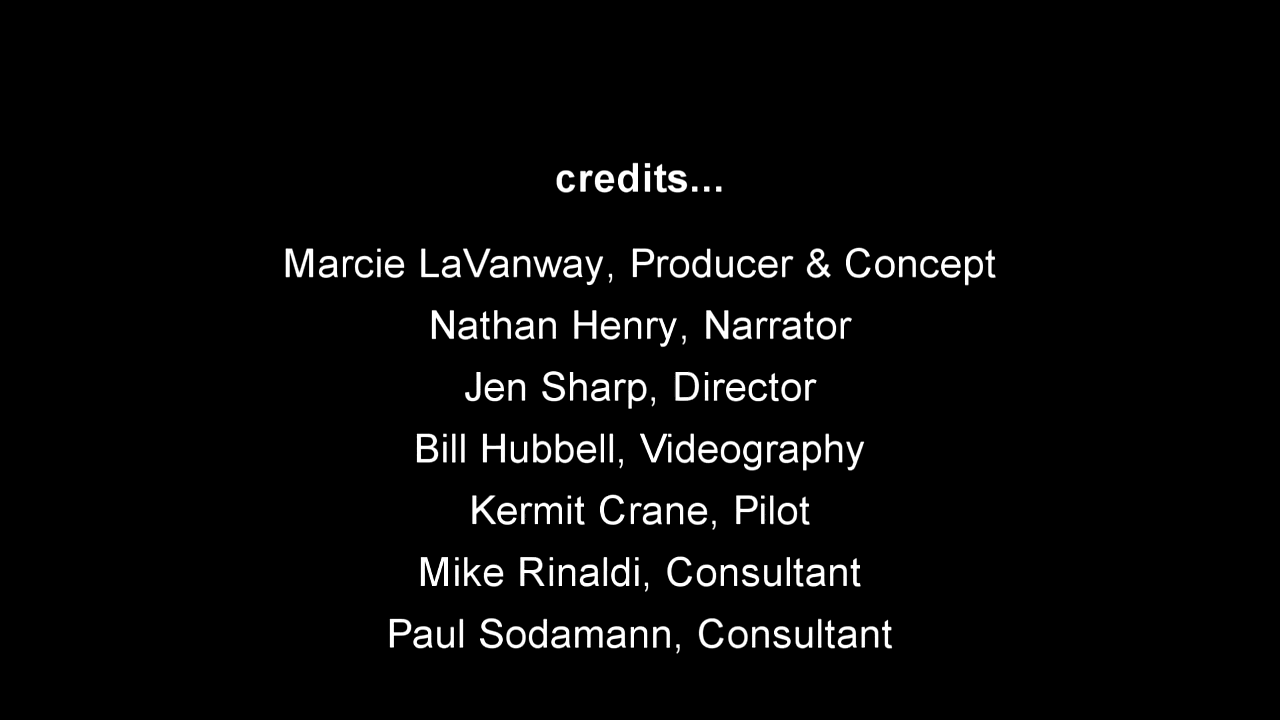 credits...
Marcie LaVanway, Producer & Concept
Nathan Henry, Narrator
Jen Sharp, Director
Bill Hubbell, Videography
Kermit Crane, Pilot
Mike Rinaldi, Consultant
Paul Sodamann, Consultant